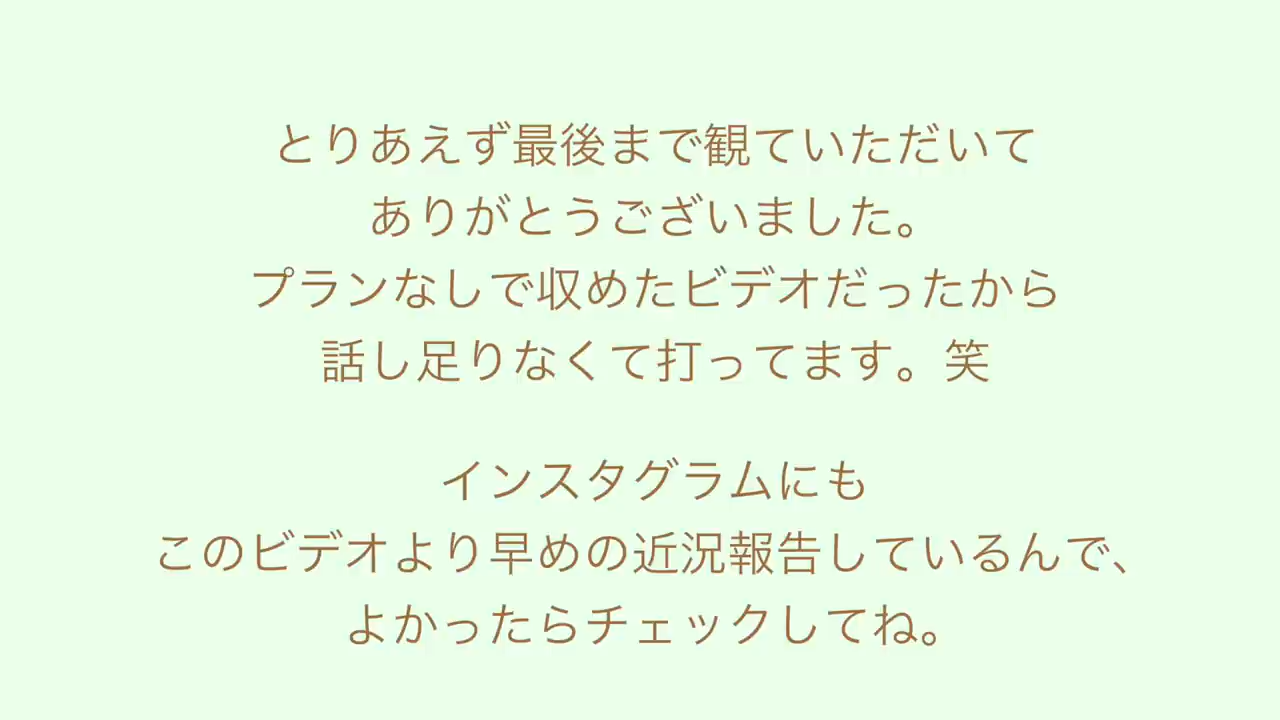 とりあえず最後まで観ていただいて
ありがとうございました。
プランなしで収めたビデオだったから
話し足りなくて打ってます。笑
インスタグラムにも
このビデオより早めの近況報告しているんで、
よかったらチェックしてね。